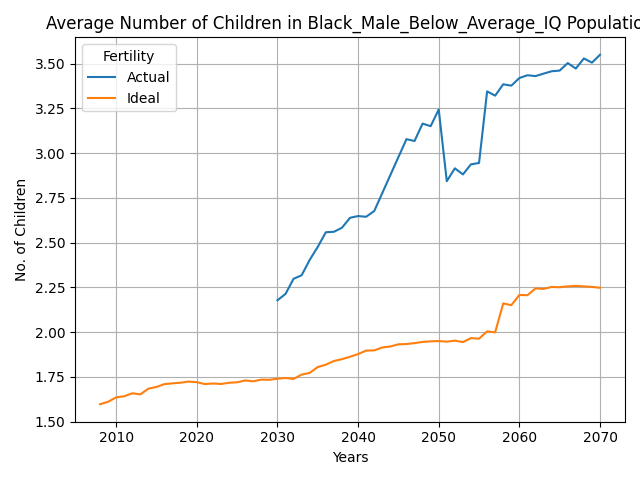 Average Number of Children in Black_Male_Below_Average_IQ Populatio
Fertility
Actual
Ideal
3.50
3.25
3.00
2.75
2.50
2.25
2.00
1.75
1.50
No. of Children
2010 2020 2030 2040 2050 2060 2070
Years